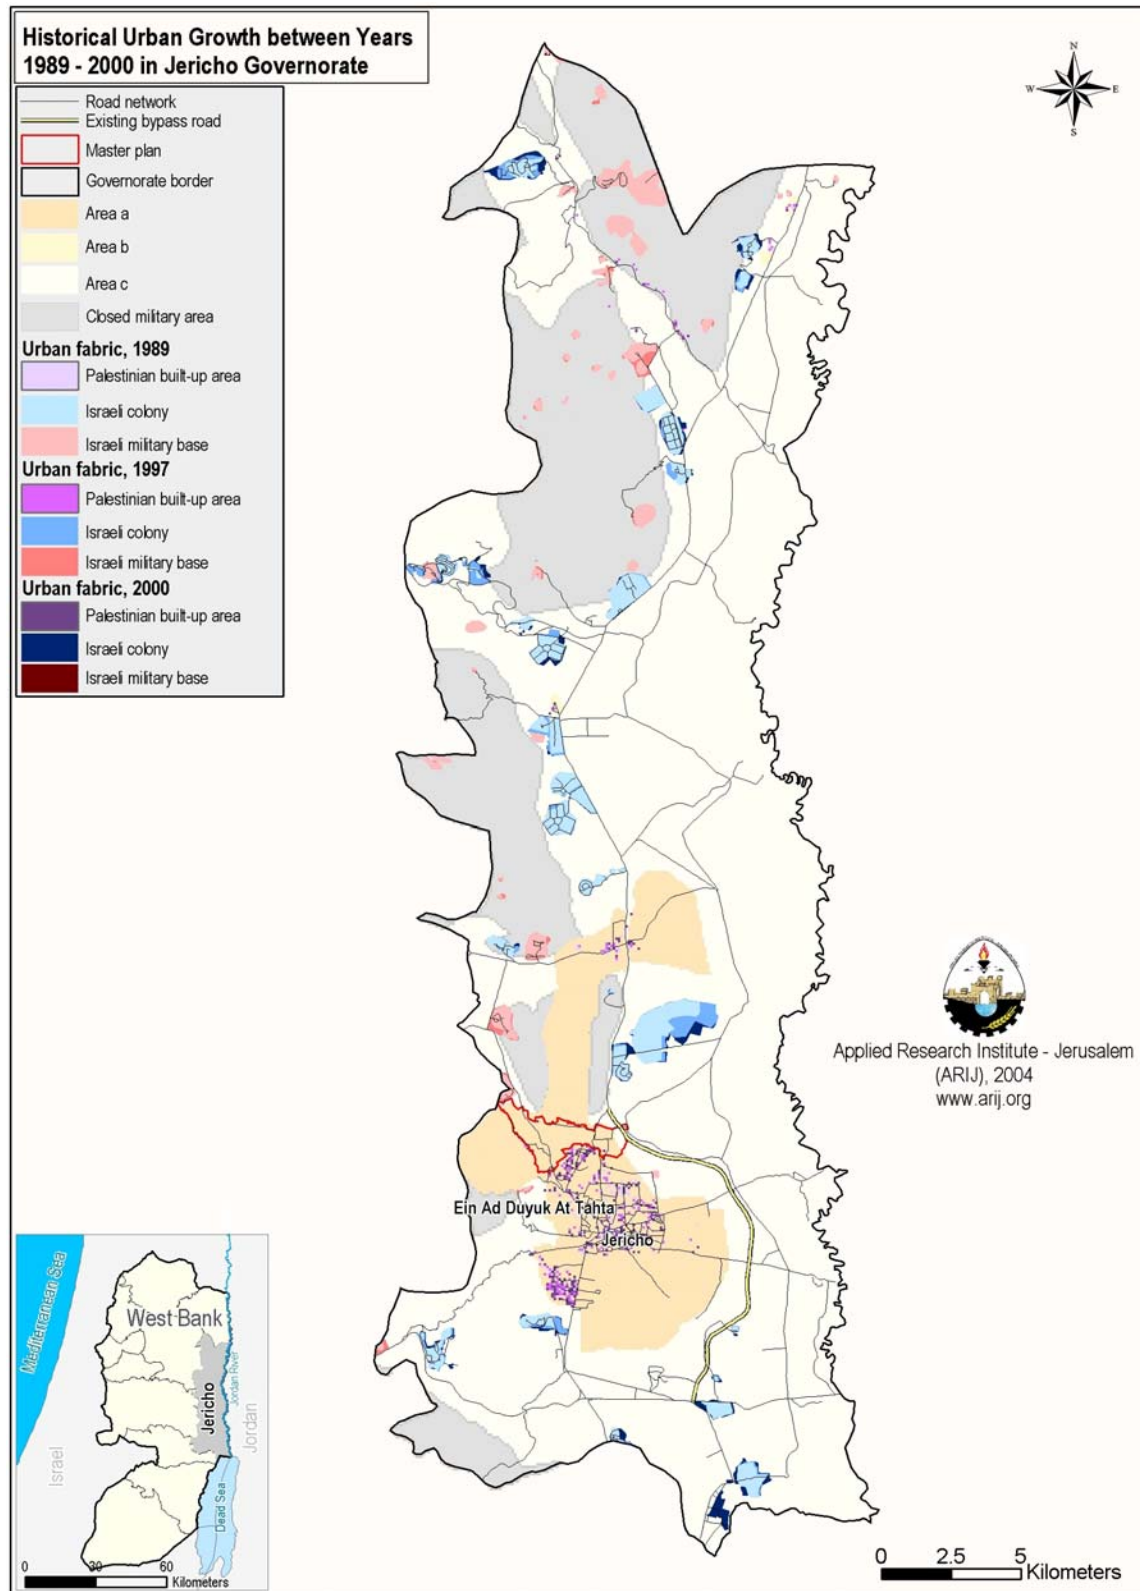 Historical Urban Growth between Years
1989 - 2000 in Jericho Governorate
Road network
Existing bypass road
Master plan
Governorate border
Area a
Area b
Area c
Closed military area
Urban fabric, 1989
Palestinian built-up area
Israeli colony
Israeli military base
Urban fabric, 1997
Palestinian built-up area
Israeli colony
Israeli military base
Urban fabric, 2000
Palestinian built-up area
Israeli colony
Israeli military base
N
W
E
S
Applied Research Institute - Jerusalem
(ARIJ), 2004
www.arij.org
Ein Ad Duyuk At Tahta
Jericho
Mediterranean Sea
West Bank
Jericho
Jordan River
Jordan
Israel
Dead Sea
0 30 60
Kilometers
0 2.5 5
Kilometers